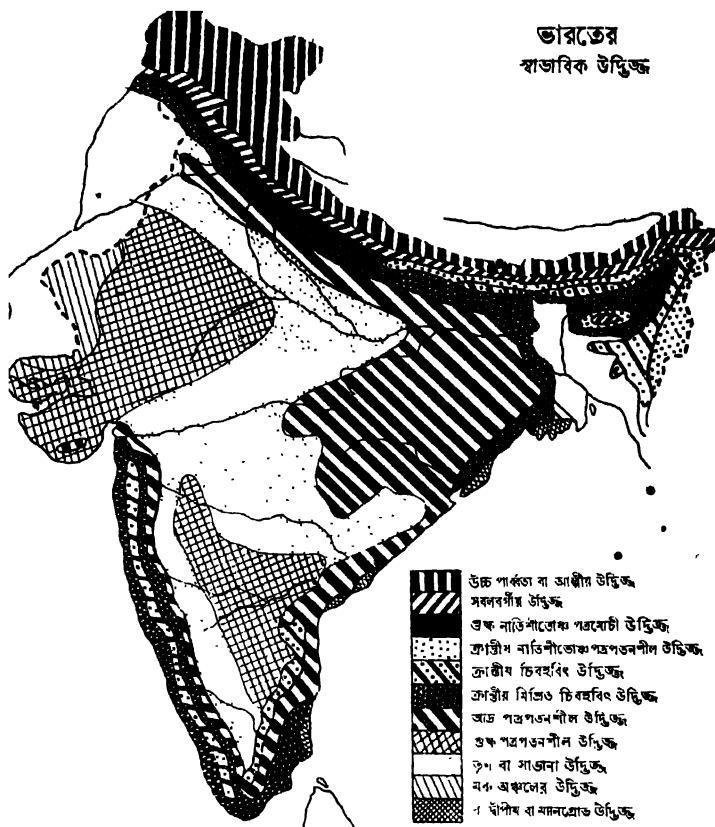 ভারতের
স্বাভাবিক উদ্ভিজ্জ
উচ্চ পার্বত্য বা আল্পীয় উদ্ভিজ্জ
সরলবর্গীয় উদ্ভিজ্জ
শুষ্ক নাতিশীতোষ্ণ পত্রমোচী উদ্ভিজ্জ
ক্রান্তীয় নাতিশীতোষ্ণ পত্রপতনশীল উদ্ভিজ্জ
ক্রান্তীয় চিরহরিৎ উদ্ভিজ্জ
ক্রান্তীয় মিশ্রিত চিরহরিৎ উদ্ভিজ্জ
আর্দ্র পত্রপতনশীল উদ্ভিজ্জ
শুষ্ক পত্রপতনশীল উদ্ভিজ্জ
তৃণ বা সাভানা উদ্ভিজ্জ
মরু অঞ্চলের উদ্ভিজ্জ
দ্বীপীয় বা ম্যানগ্রোভ উদ্ভিজ্জ